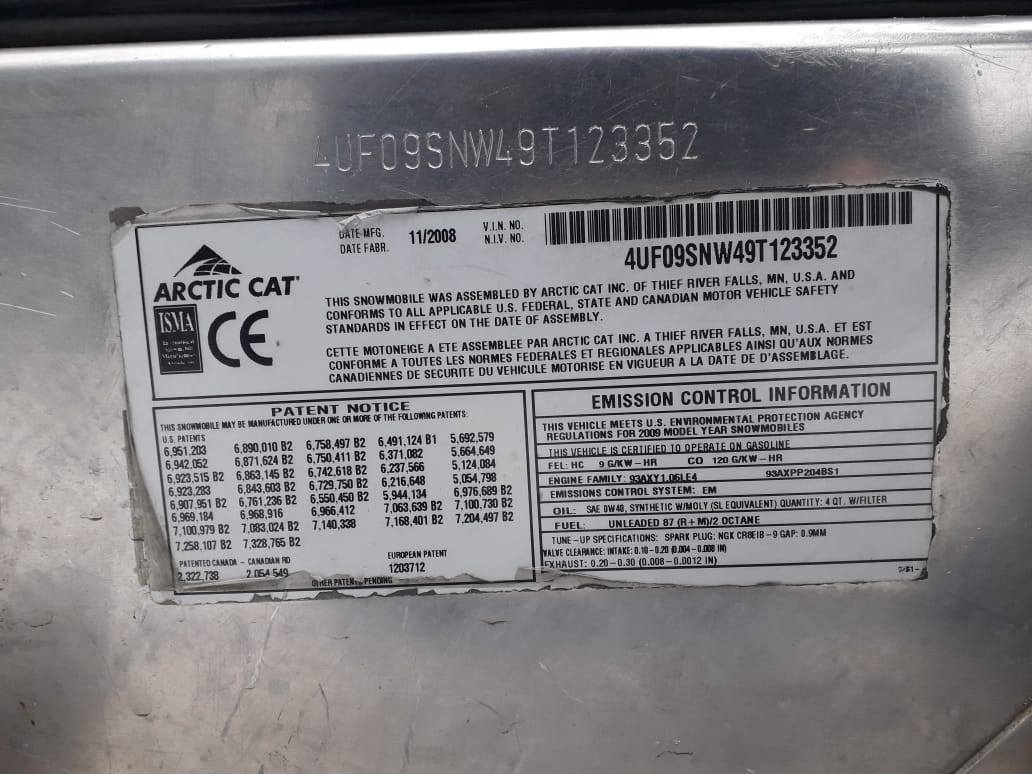 4UF09SNW49T123352
DATE MFG. 11/2008 V.I.N. NO.
DATE FABR. N.I.V. NO.
4UF09SNW49T123352
ARCTIC CAT
ISMA
CE
THIS SNOWMOBILE WAS ASSEMBLED BY ARCTIC CAT INC. OF THIEF RIVER FALLS, MN, U.S.A. AND
CONFORMS TO ALL APPLICABLE U.S. FEDERAL, STATE AND CANADIAN MOTOR VEHICLE SAFETY
STANDARDS IN EFFECT ON THE DATE OF ASSEMBLY.
CETTE MOTONEIGE A ETE ASSEMBLEE PAR ARCTIC CAT INC. A THIEF RIVER FALLS, MN, U.S.A. ET EST
CONFORME A TOUTES LES NORMES FEDERALES ET REGIONALES APPLICABLES AINSI QU'AUX NORMES
CANADIENNES DE SECURITE DU VEHICULE MOTORISE EN VIGUEUR A LA DATE DE D'ASSEMBLAGE.
PATENT NOTICE
THIS SNOWMOBILE MAY BE MANUFACTURED UNDER ONE OR MORE OF THE FOLLOWING PATENTS:
U.S. PATENTS
6,951,203 6,890,010 B2 6,758,497 B2 6,491,124 B1 5,692,579
6,942,052 6,871,624 B2 6,750,411 B2 6,371,082 5,664,649
6,923,515 B2 6,863,145 B2 6,742,618 B2 6,237,566 5,124,084
6,923,283 6,843,603 B2 6,729,750 B2 6,216,648 5,054,798
6,907,951 B2 6,761,236 B2 6,550,450 B2 5,944,134 6,976,689 B2
6,969,184 6,968,916 6,966,412 7,063,639 B2 7,100,730 B2
7,100,979 B2 7,083,024 B2 7,140,338 7,168,401 B2 7,204,497 B2
7,258,107 B2 7,328,765 B2
PATENTED CANADA - CANADIAN RD EUROPEAN PATENT
2,322,738 2,054,549 1203712
OTHER PATENTS PENDING
EMISSION CONTROL INFORMATION
THIS VEHICLE MEETS U.S. ENVIRONMENTAL PROTECTION AGENCY
REGULATIONS FOR 2009 MODEL YEAR SNOWMOBILES
THIS VEHICLE IS CERTIFIED TO OPERATE ON GASOLINE
FEL: HC 9 G/KW-HR CO 120 G/KW-HR
ENGINE FAMILY: 93AXY1.06LE4 93AXPP204BS1
EMISSIONS CONTROL SYSTEM: EM
OIL: SAE 0W40, SYNTHETIC W/MOLY (SL EQUIVALENT) QUANTITY: 4 QT. W/FILTER
FUEL: UNLEADED 87 (R+M)/2 OCTANE
TUNE-UP SPECIFICATIONS: SPARK PLUG: NGK CR8EIB-9 GAP: 0.9MM
VALVE CLEARANCE: INTAKE: 0.10-0.20 (0.004-0.008 IN)
EXHAUST: 0.20-0.30 (0.008-0.0012 IN)